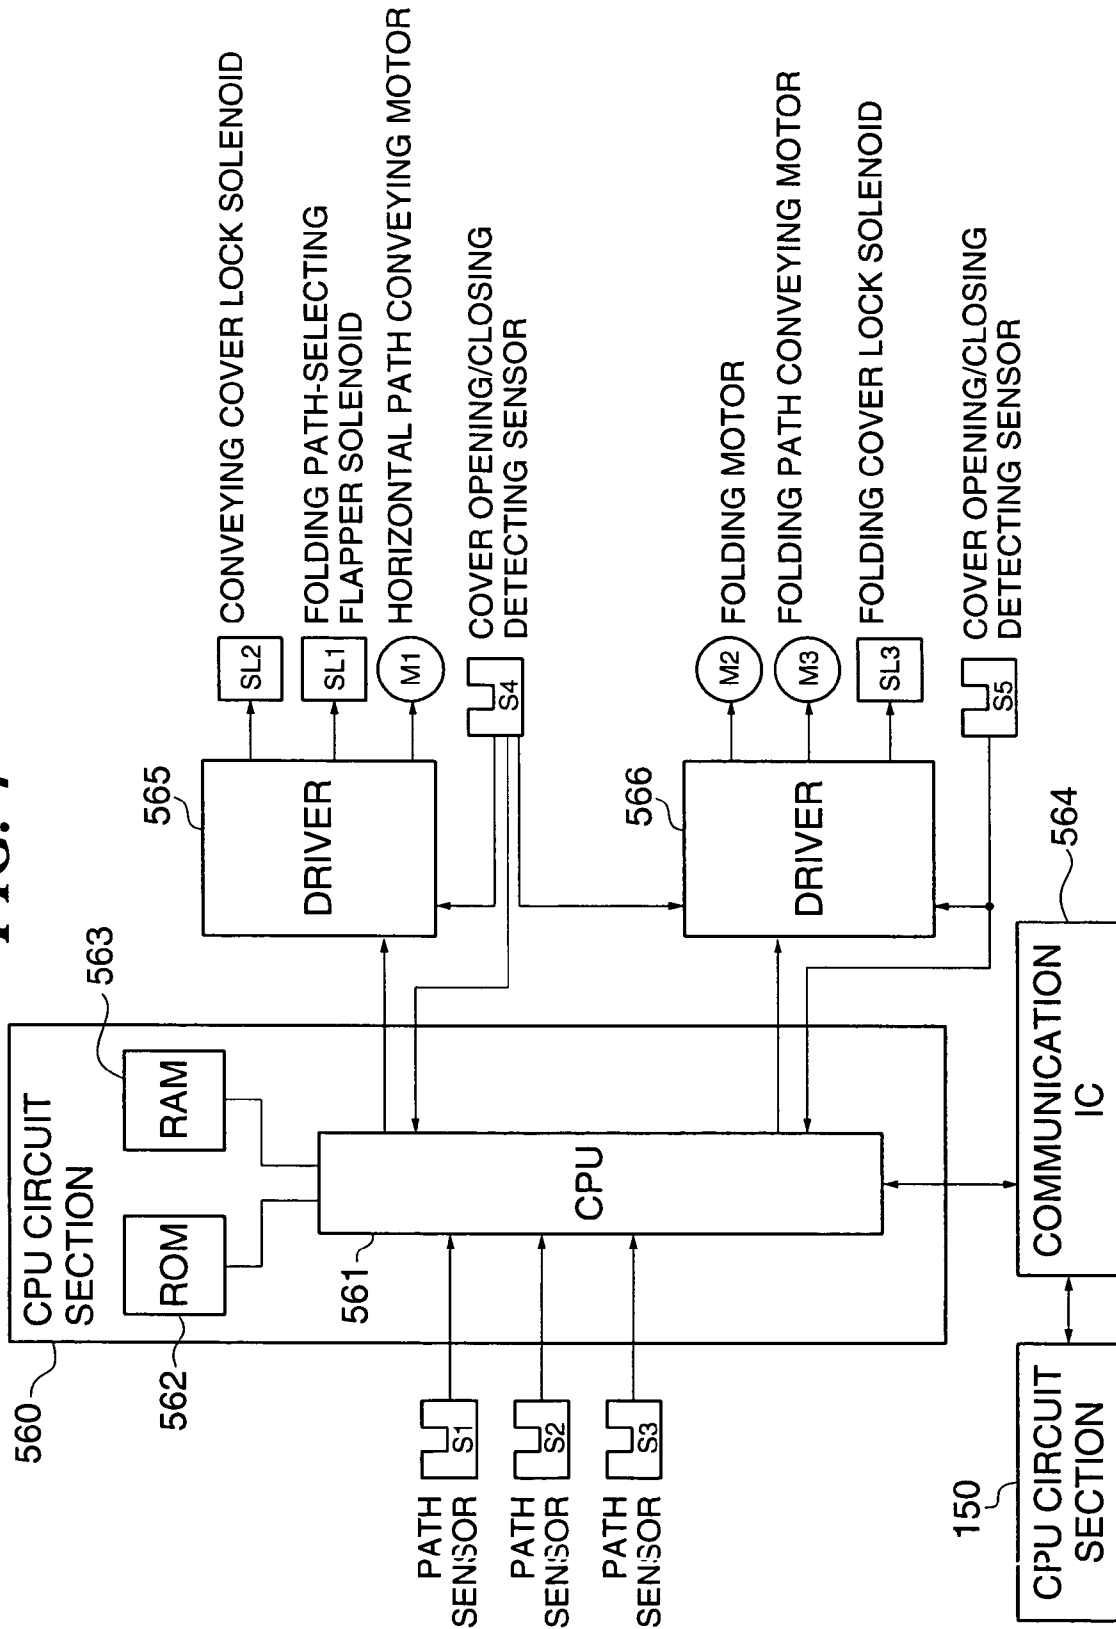 FIG. 7
560
CPU CIRCUIT
SECTION
ROM
562
RAM
563
561
CPU
PATH
SENSOR
S1
PATH
SENSOR
S2
PATH
SENSOR
S3
565
DRIVER
SL2
CONVEYING COVER LOCK SOLENOID
SL1
FOLDING PATH-SELECTING
FLAPPER SOLENOID
M1
HORIZONTAL PATH CONVEYING MOTOR
S4
COVER OPENING/CLOSING
DETECTING SENSOR
566
DRIVER
M2
FOLDING MOTOR
M3
FOLDING PATH CONVEYING MOTOR
SL3
FOLDING COVER LOCK SOLENOID
S5
COVER OPENING/CLOSING
DETECTING SENSOR
150
CPU CIRCUIT
SECTION
COMMUNICATION
IC
564